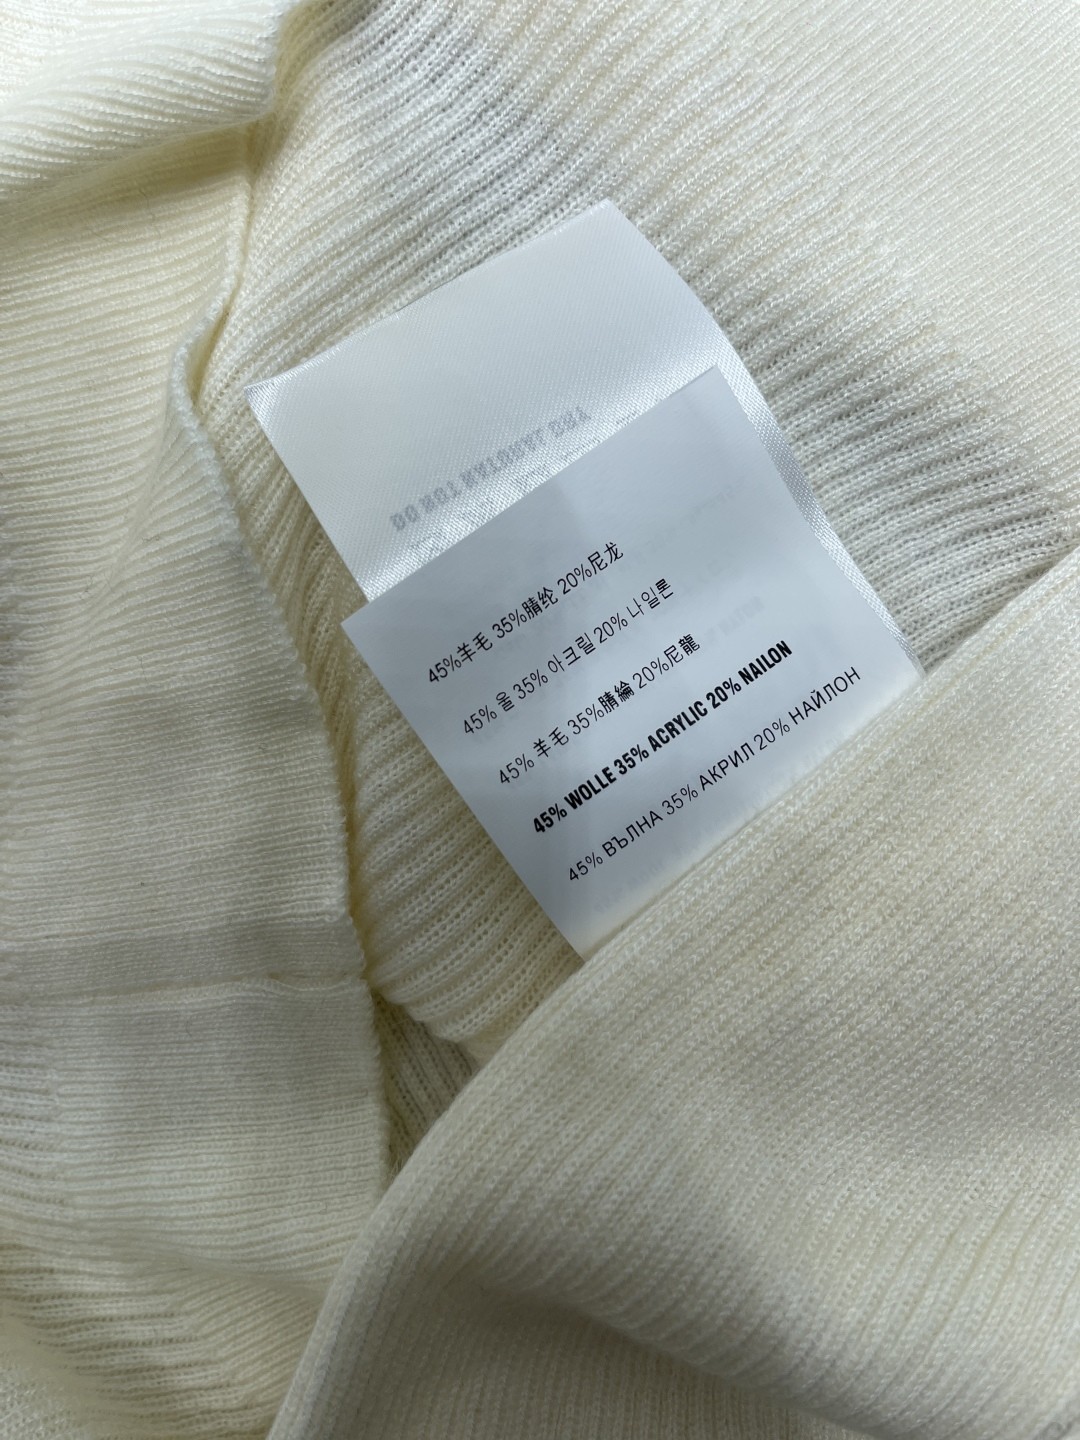 45%羊毛 35%腈纶 20%尼龙
45% 울 35% 아크릴 20% 나일론
45% 羊毛 35%腈綸 20%尼龍
45% WOLLE 35% ACRYLIC 20% NAILON
45% ВЪЛНА 35% АКРИЛ 20% НАЙЛОН